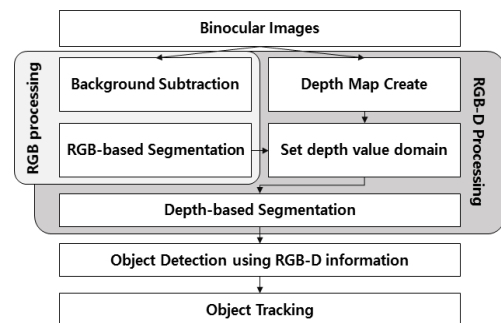 Binocular Images
RGB processing
Background Subtraction
Depth Map Create
RGB-D Processing
RGB-based Segmentation
Set depth value domain
Depth-based Segmentation
Object Detection using RGB-D information
Object Tracking